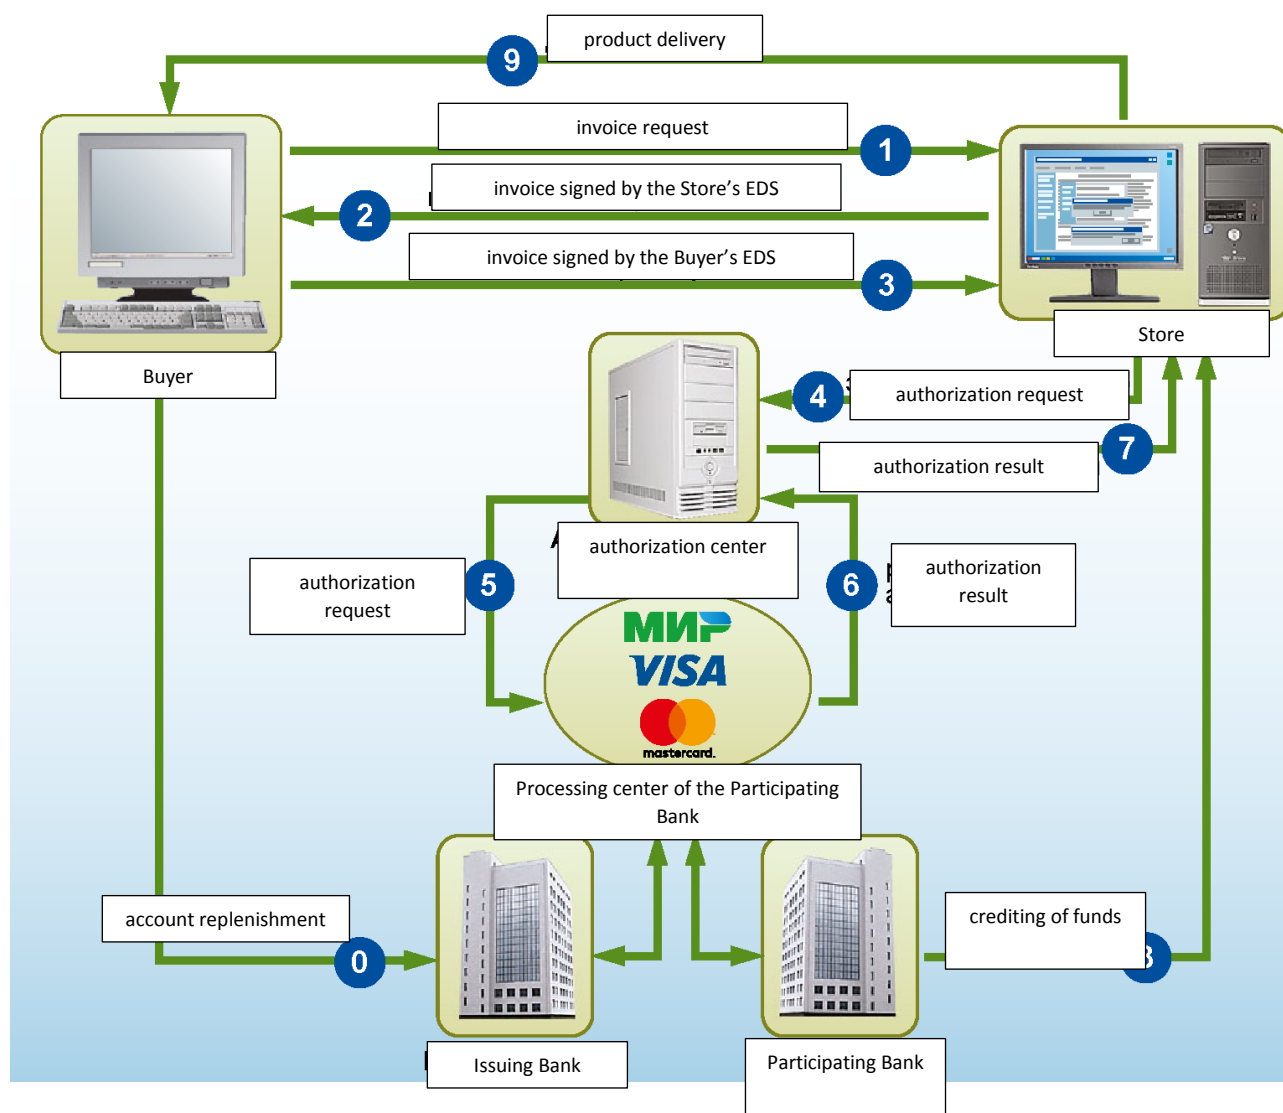 product delivery
9
invoice request
1
invoice signed by the Store's EDS
2
invoice signed by the Buyer's EDS
3
Store
Buyer
4
authorization request
7
authorization result
authorization center
authorization
request
5
6
authorization
result
МИР
VISA
mastercard.
Processing center of the Participating
Bank
account replenishment
0
crediting of funds
8
Issuing Bank
Participating Bank